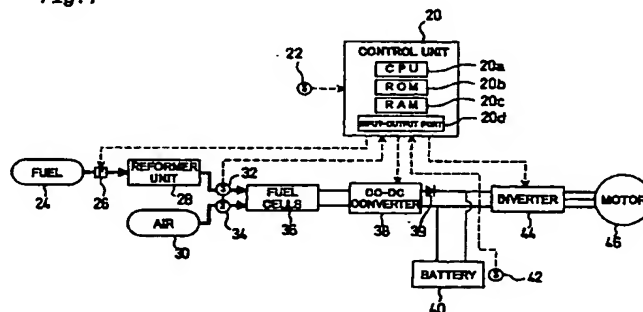 Fig.1
20
CONTROL UNIT
22
CPU
20a
ROM
20b
RAM
20c
INPUT-OUTPUT PORT
20d
FUEL
24
26
REFORMER UNIT
28
32
AIR
30
34
FUEL CELLS
36
DC-DC CONVERTER
38
39
INVERTER
44
MOTOR
46
BATTERY
40
42